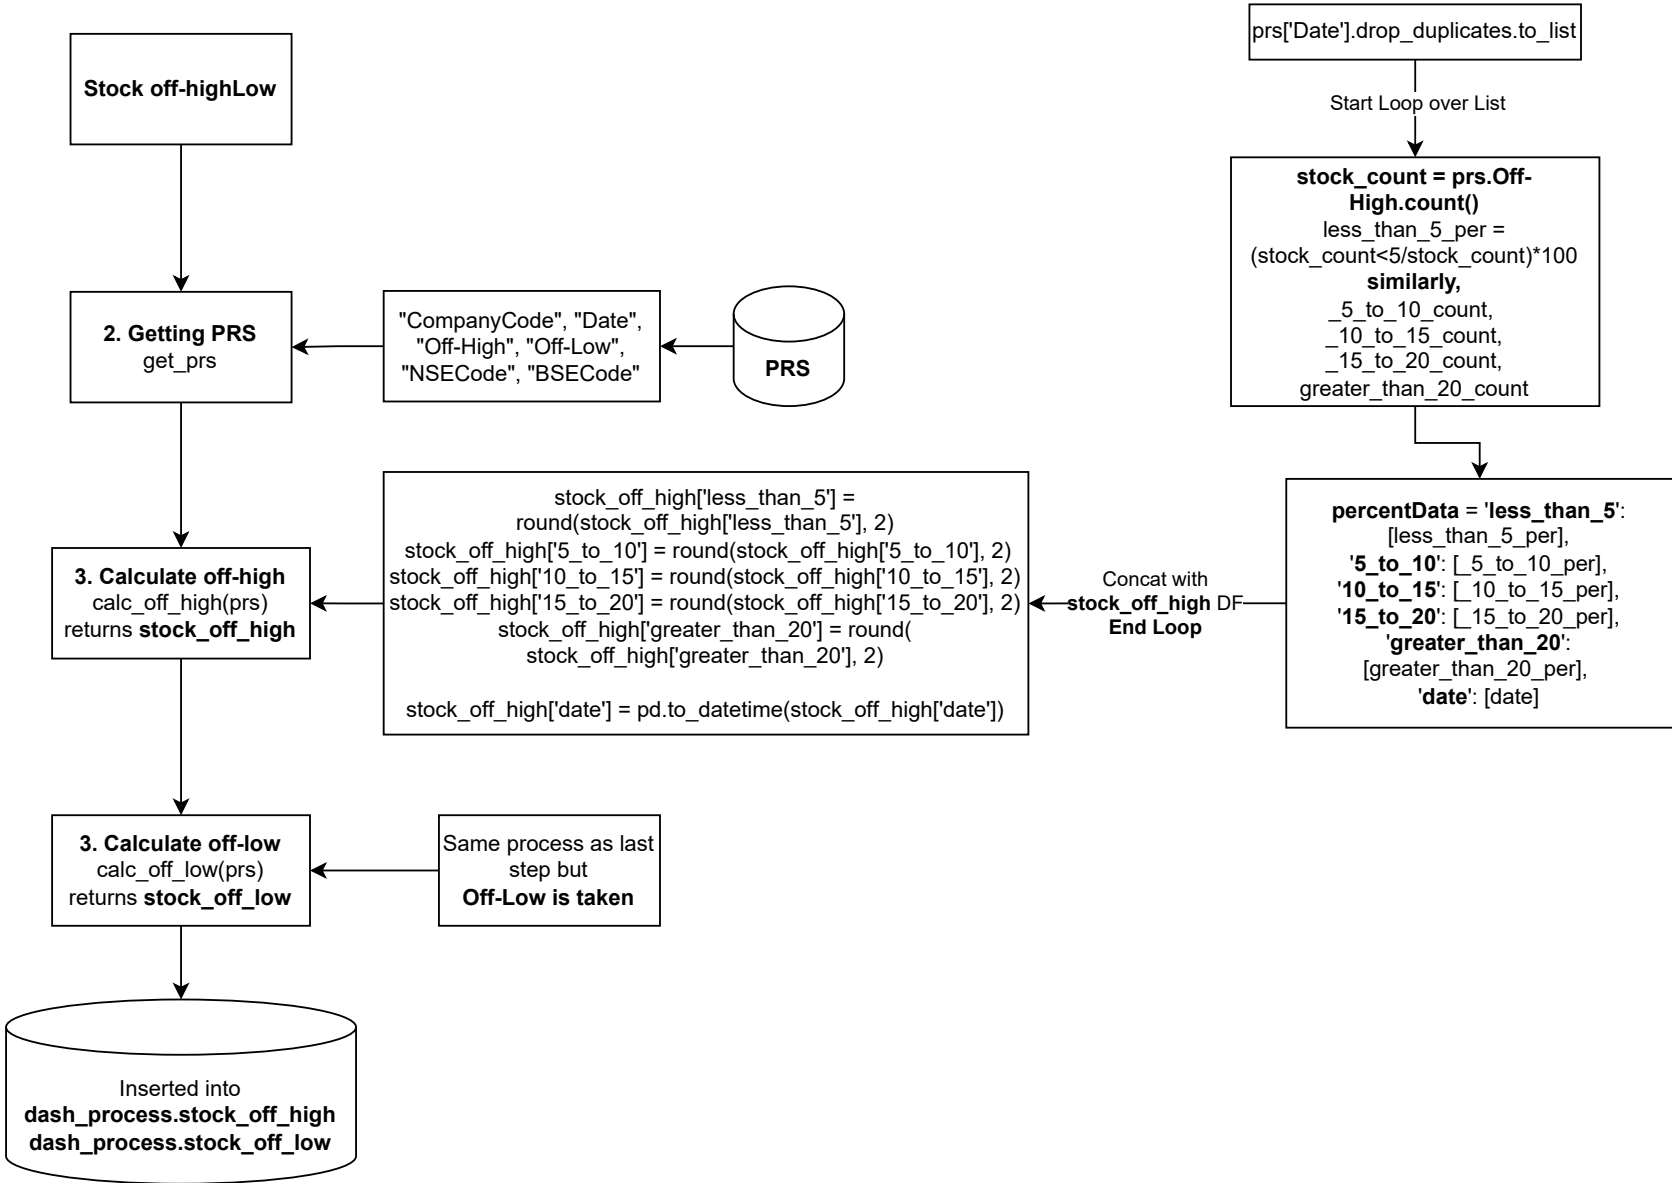 Stock off-highLow
2. Getting PRS
get_prs
"CompanyCode", "Date",
"Off-High", "Off-Low",
"NSECode", "BSECode"
PRS
prs['Date'].drop_duplicates.to_list
Start Loop over List
stock_count = prs.Off-
High.count()
less_than_5_per =
(stock_count<5/stock_count)*100
similarly,
_5_to_10_count,
_10_to_15_count,
_15_to_20_count,
greater_than_20_count
percentData = 'less_than_5':
[less_than_5_per],
'5_to_10': [_5_to_10_per],
'10_to_15': [_10_to_15_per],
'15_to_20': [_15_to_20_per],
'greater_than_20':
[greater_than_20_per],
'date': [date]
Concat with
stock_off_high DF
End Loop
stock_off_high['less_than_5'] =
round(stock_off_high['less_than_5'], 2)
stock_off_high['5_to_10'] = round(stock_off_high['5_to_10'], 2)
stock_off_high['10_to_15'] = round(stock_off_high['10_to_15'], 2)
stock_off_high['15_to_20'] = round(stock_off_high['15_to_20'], 2)
stock_off_high['greater_than_20'] = round(
stock_off_high['greater_than_20'], 2)
stock_off_high['date'] = pd.to_datetime(stock_off_high['date'])
3. Calculate off-high
calc_off_high(prs)
returns stock_off_high
3. Calculate off-low
calc_off_low(prs)
returns stock_off_low
Same process as last
step but
Off-Low is taken
Inserted into
dash_process.stock_off_high
dash_process.stock_off_low